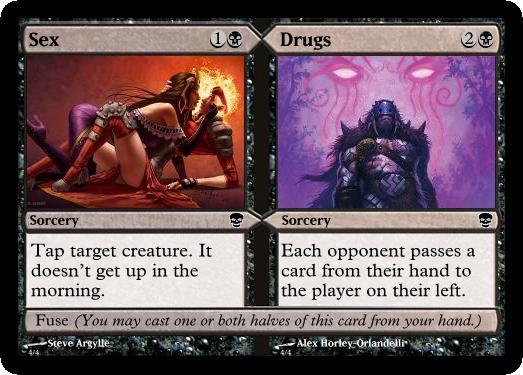 Sex 1
Drugs 2
Sorcery
Sorcery
Tap target creature. It
doesn't get up in the
morning.
Each opponent passes a
card from their hand to
the player on their left.
Fuse (You may cast one or both halves of this card from your hand.)
Steve Argylle
4/4
Alex Horley-Orlandelli
4/4